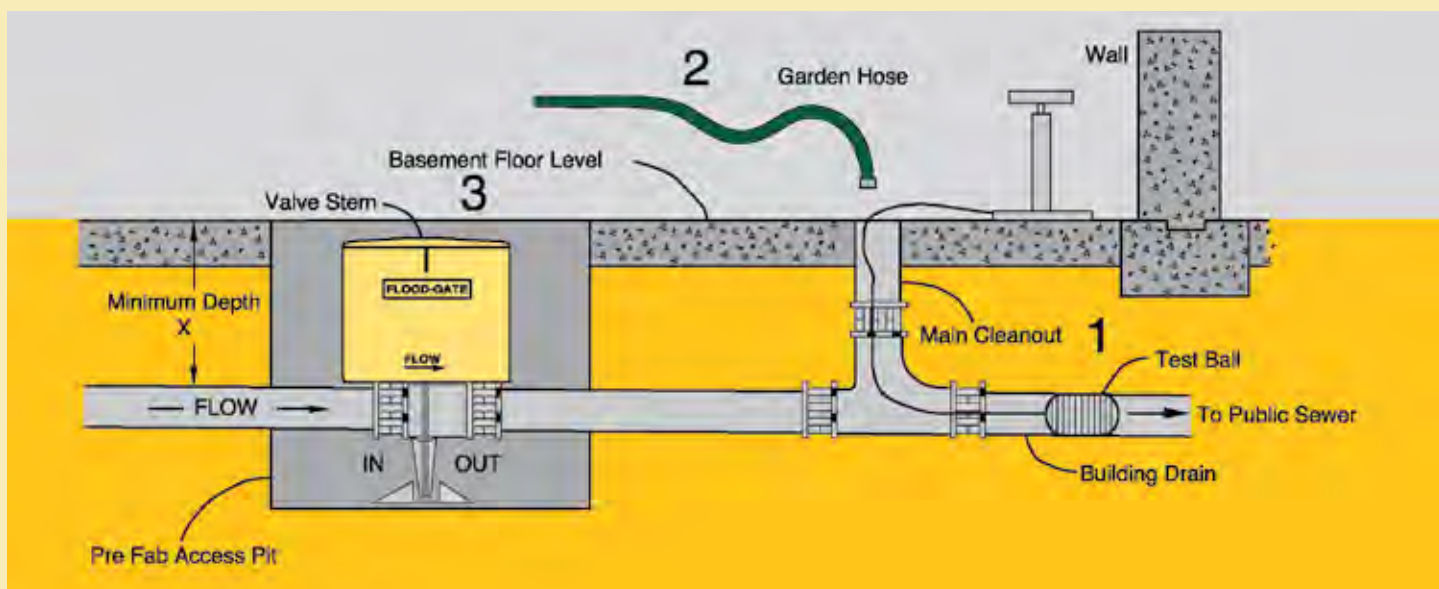 2
Garden Hose
Wall
Basement Floor Level
3
Valve Stem
FLOOD-GATE
Minimum Depth
X
FLOW
Main Cleanout
1
Test Ball
FLOW
To Public Sewer
IN
OUT
Building Drain
Pre Fab Access Pit